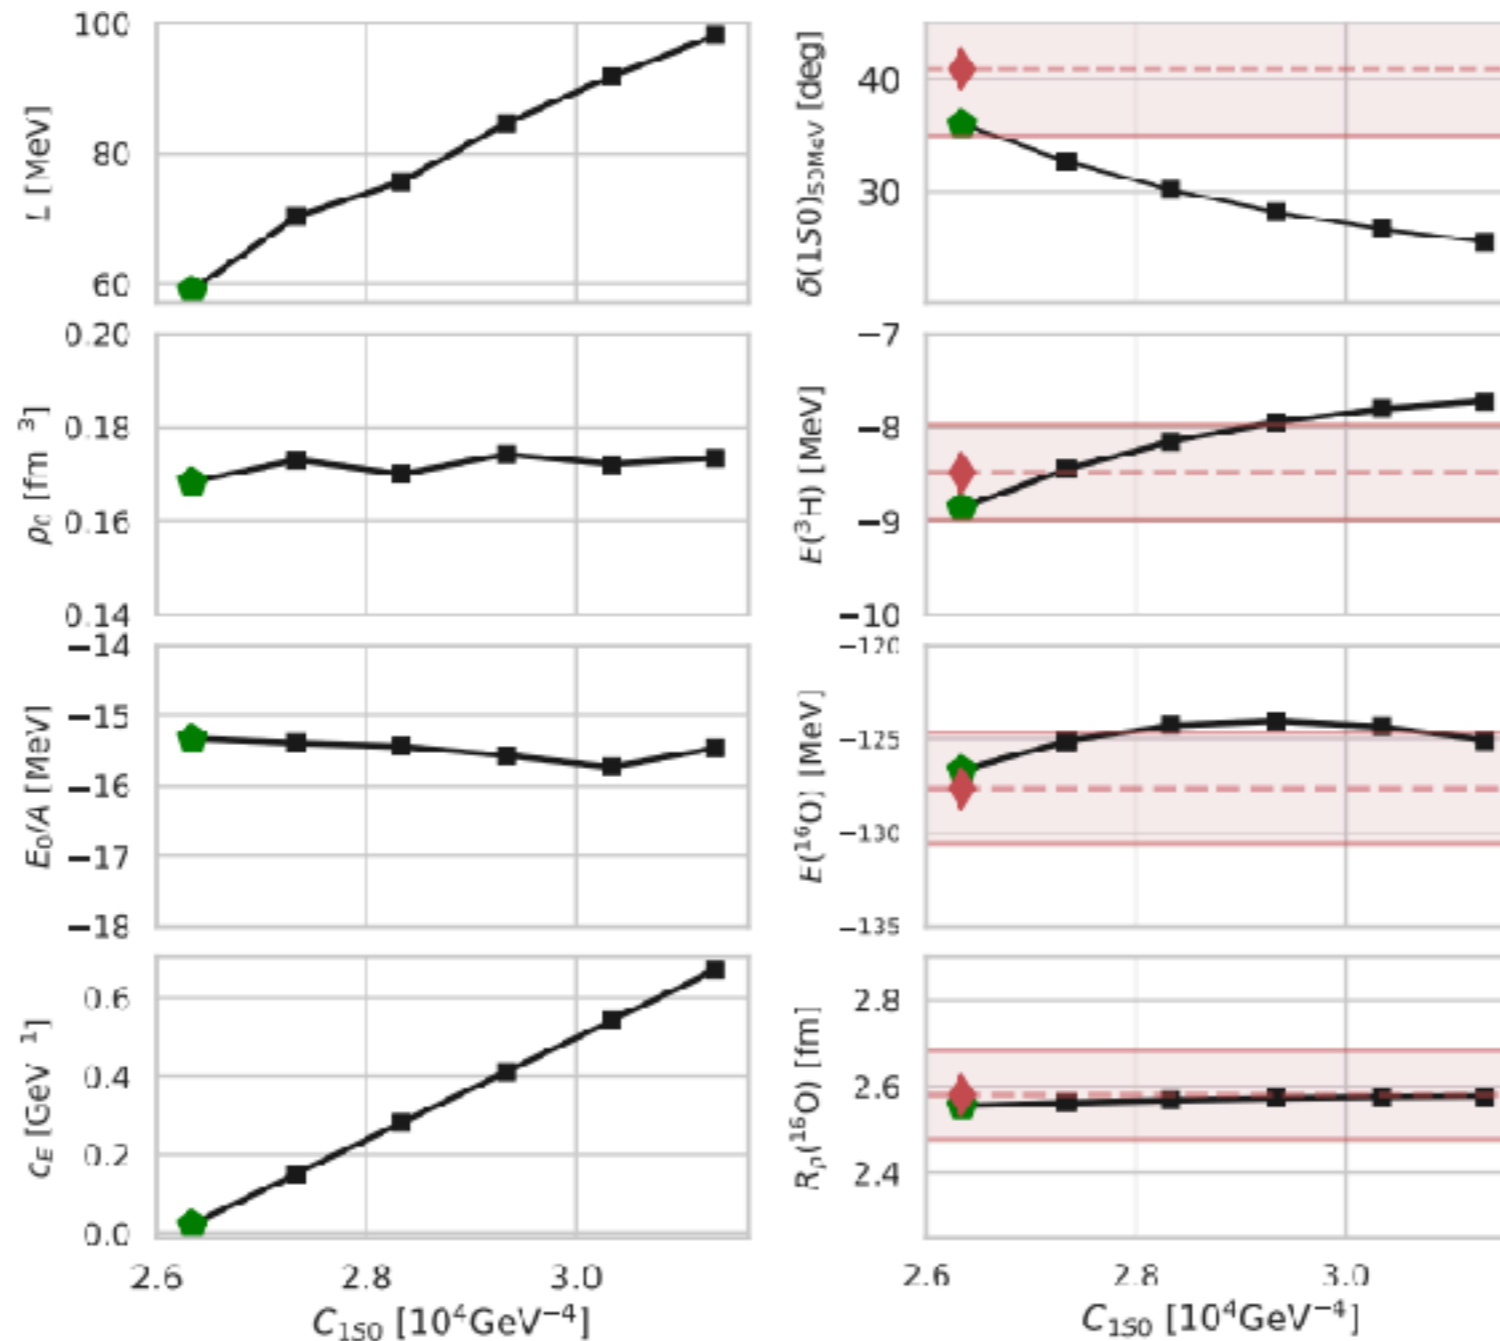 100
80
60
L [MeV]
0.20
0.18
0.16
0.14
ρ₀ [fm ³]
−14
−15
−16
−17
−18
E₀/A [MeV]
0.6
0.4
0.2
0.0
c_E [GeV ¹]
2.6 2.8 3.0
C₁S₀ [10⁴GeV⁻⁴]
40
30
δ(1S0)₅₀MeV [deg]
−7
−8
−9
−10
E(³H) [MeV]
−120
−125
−130
−135
E(¹⁶O) [MeV]
2.8
2.6
2.4
Rₚ(¹⁶O) [fm]
2.6 2.8 3.0
C₁S₀ [10⁴GeV⁻⁴]